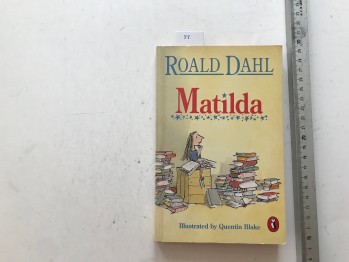 ROALD DAHL
Matilda
Illustrated by Quentin Blake